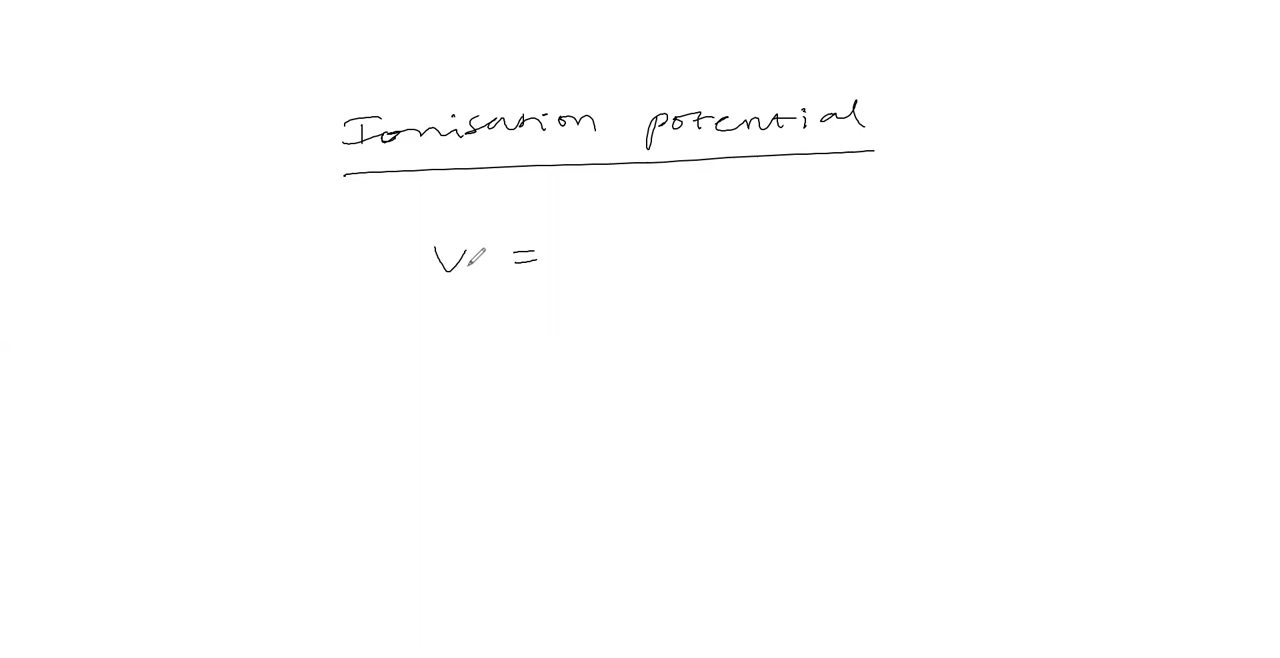 Ionisation potential
V =